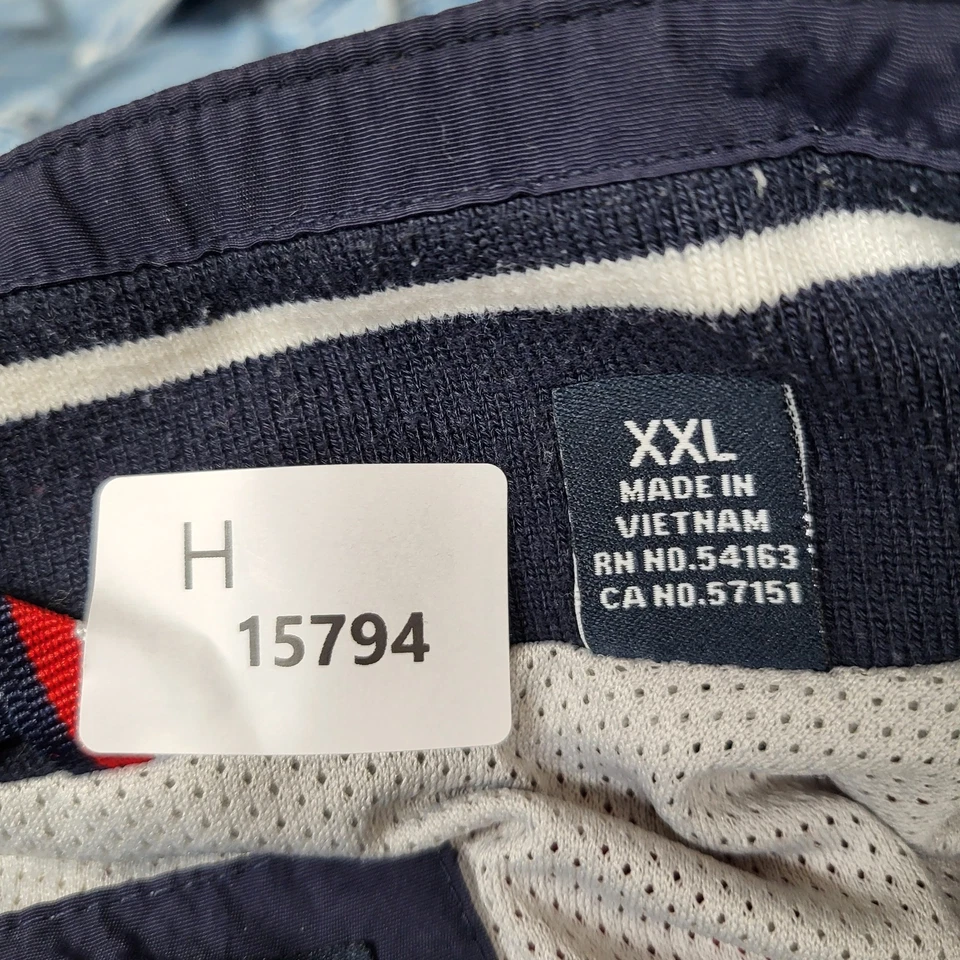 H
15794
XXL
MADE IN
VIETNAM
RN NO.54163
CA NO.57151